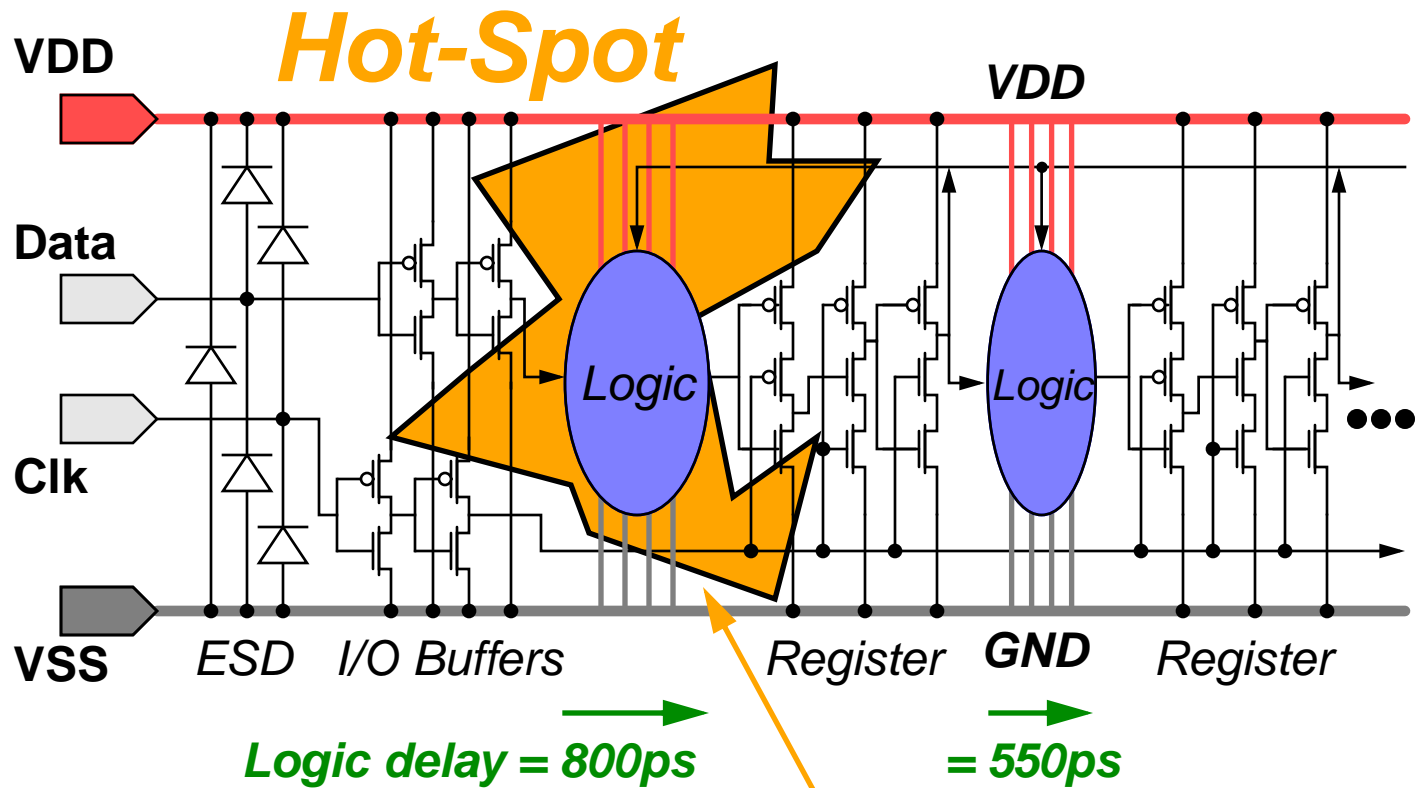 Hot-Spot
VDD
VDD
Data
Logic
Logic
Clk
VSS
ESD
I/O Buffers
Register
GND
Register
Logic delay = 800ps
= 550ps